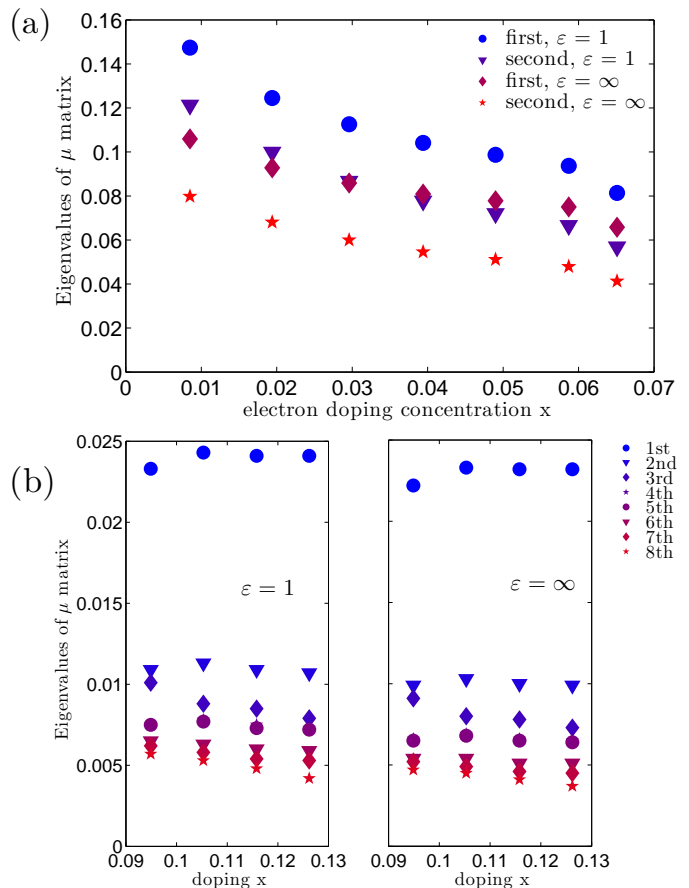 (a)
Eigenvalues of μ matrix
0.16
0.14
0.12
0.1
0.08
0.06
0.04
0.02
0
first, ε = 1
second, ε = 1
first, ε = ∞
second, ε = ∞
0 0.01 0.02 0.03 0.04 0.05 0.06 0.07
electron doping concentration x
(b)
Eigenvalues of μ matrix
0.025
0.02
0.015
0.01
0.005
0
ε = 1
0.09 0.1 0.11 0.12 0.13
doping x
ε = ∞
0.09 0.1 0.11 0.12 0.13
doping x
1st
2nd
3rd
4th
5th
6th
7th
8th